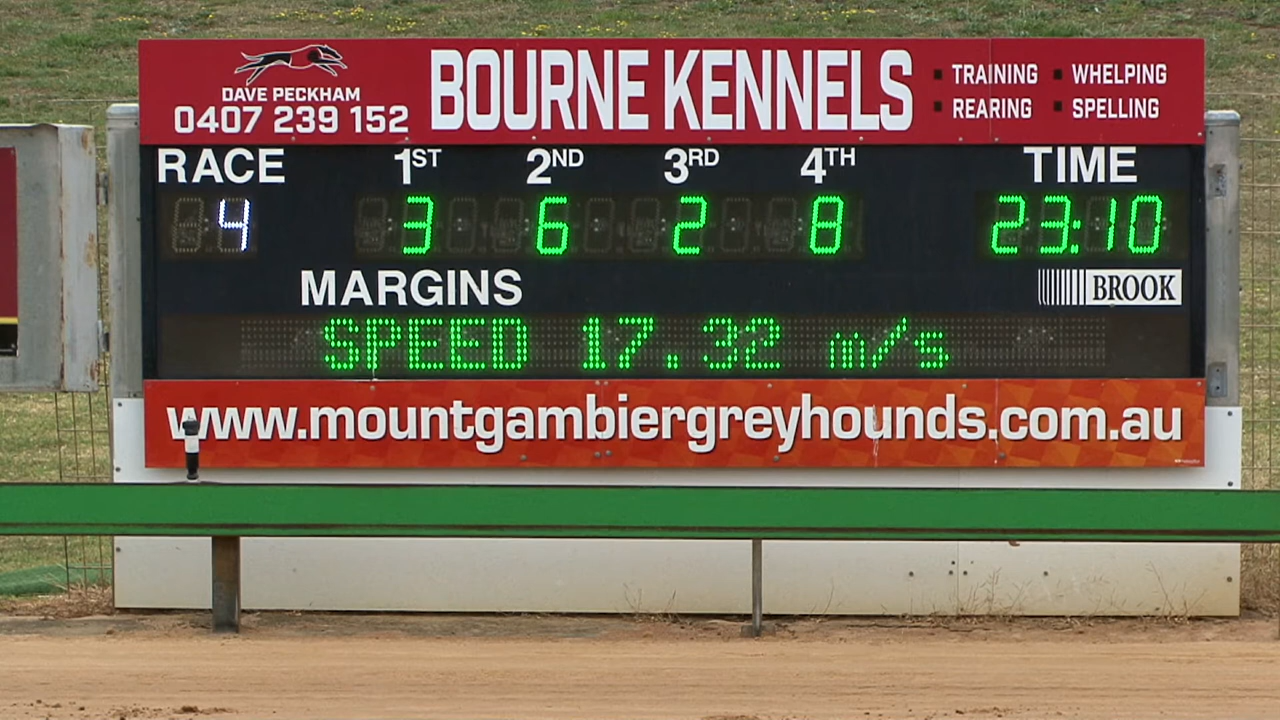 DAVE PECKHAM
0407 239 152
BOURNE KENNELS
TRAINING
WHELPING
REARING
SPELLING
RACE 1ST 2ND 3RD 4TH TIME
4 3 6 2 8 23:10
MARGINS
BROOK
SPEED 17.32 m/s
www.mountgambiergreyhounds.com.au